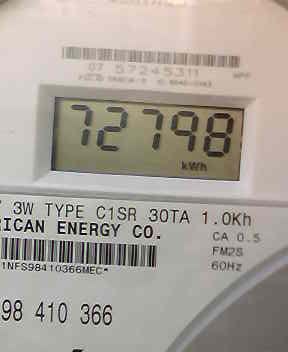 07 57245311
72798
kWh
3W TYPE C1SR 30TA 1.0Kh
RICAN ENERGY CO.
CA 0.5
FM2S
1NFS98410366MEC*
60Hz
98 410 366